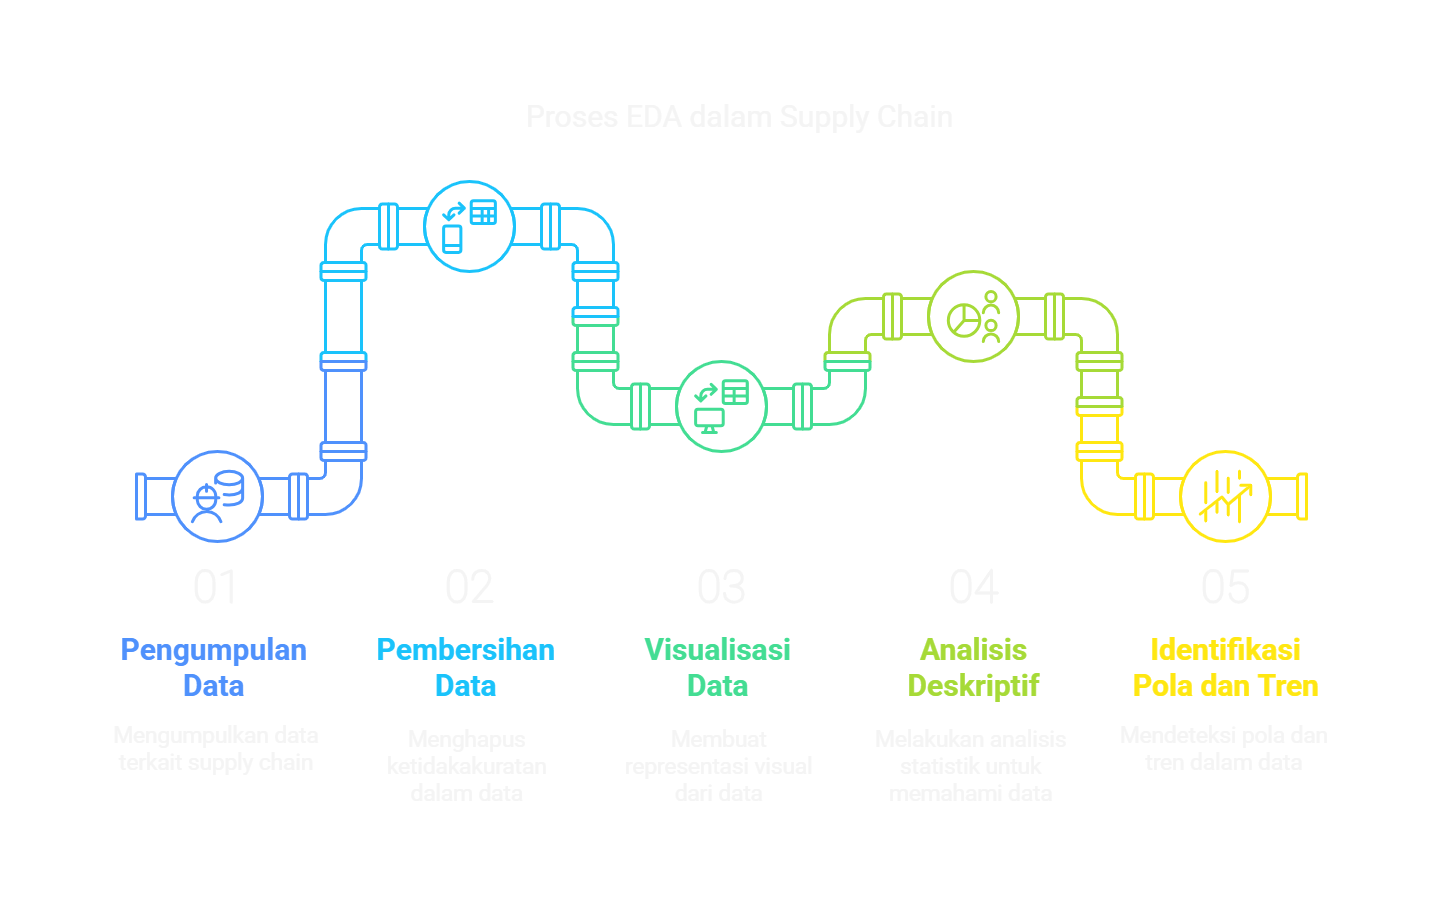 Proses EDA dalam Supply Chain
01
Pengumpulan
Data
Mengumpulkan data
terkait supply chain
02
Pembersihan
Data
Menghapus
ketidakakuratan
dalam data
03
Visualisasi
Data
Membuat
representasi visual
dari data
04
Analisis
Deskriptif
Melakukan analisis
statistik untuk
memahami data
05
Identifikasi
Pola dan Tren
Mendeteksi pola dan
tren dalam data